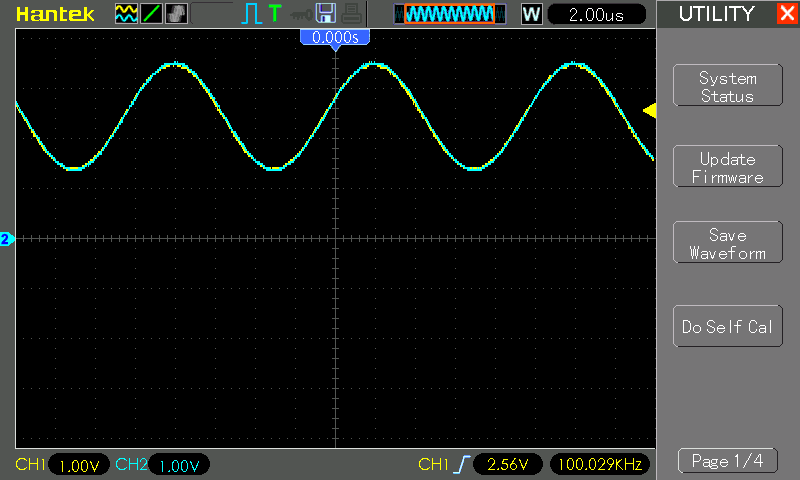 Hantek
T
W
2.00us
UTILITY
0.000s
System
Status
Update
Firmware
Save
Waveform
2
Do Self Cal
CH1 1.00V CH2 1.00V CH1 2.56V 100.029KHz
Page 1/4